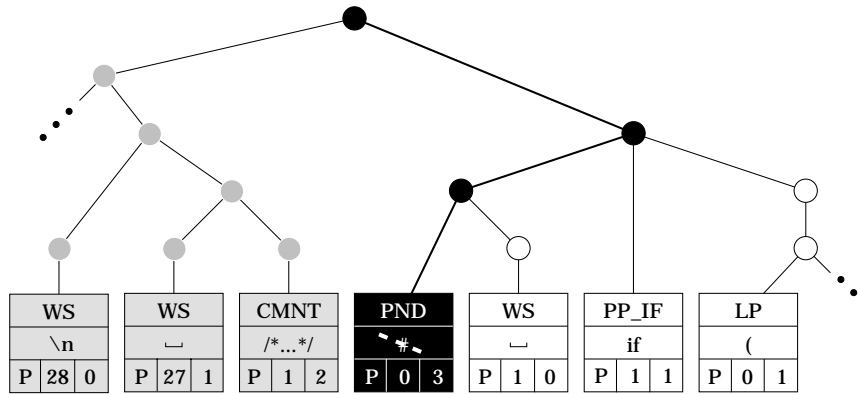 WS WS CMNT PND WS PP_IF LP
\n ␣ /*...*/ # ␣ if (
P 28 0 P 27 1 P 1 2 P 0 3 P 1 0 P 1 1 P 0 1